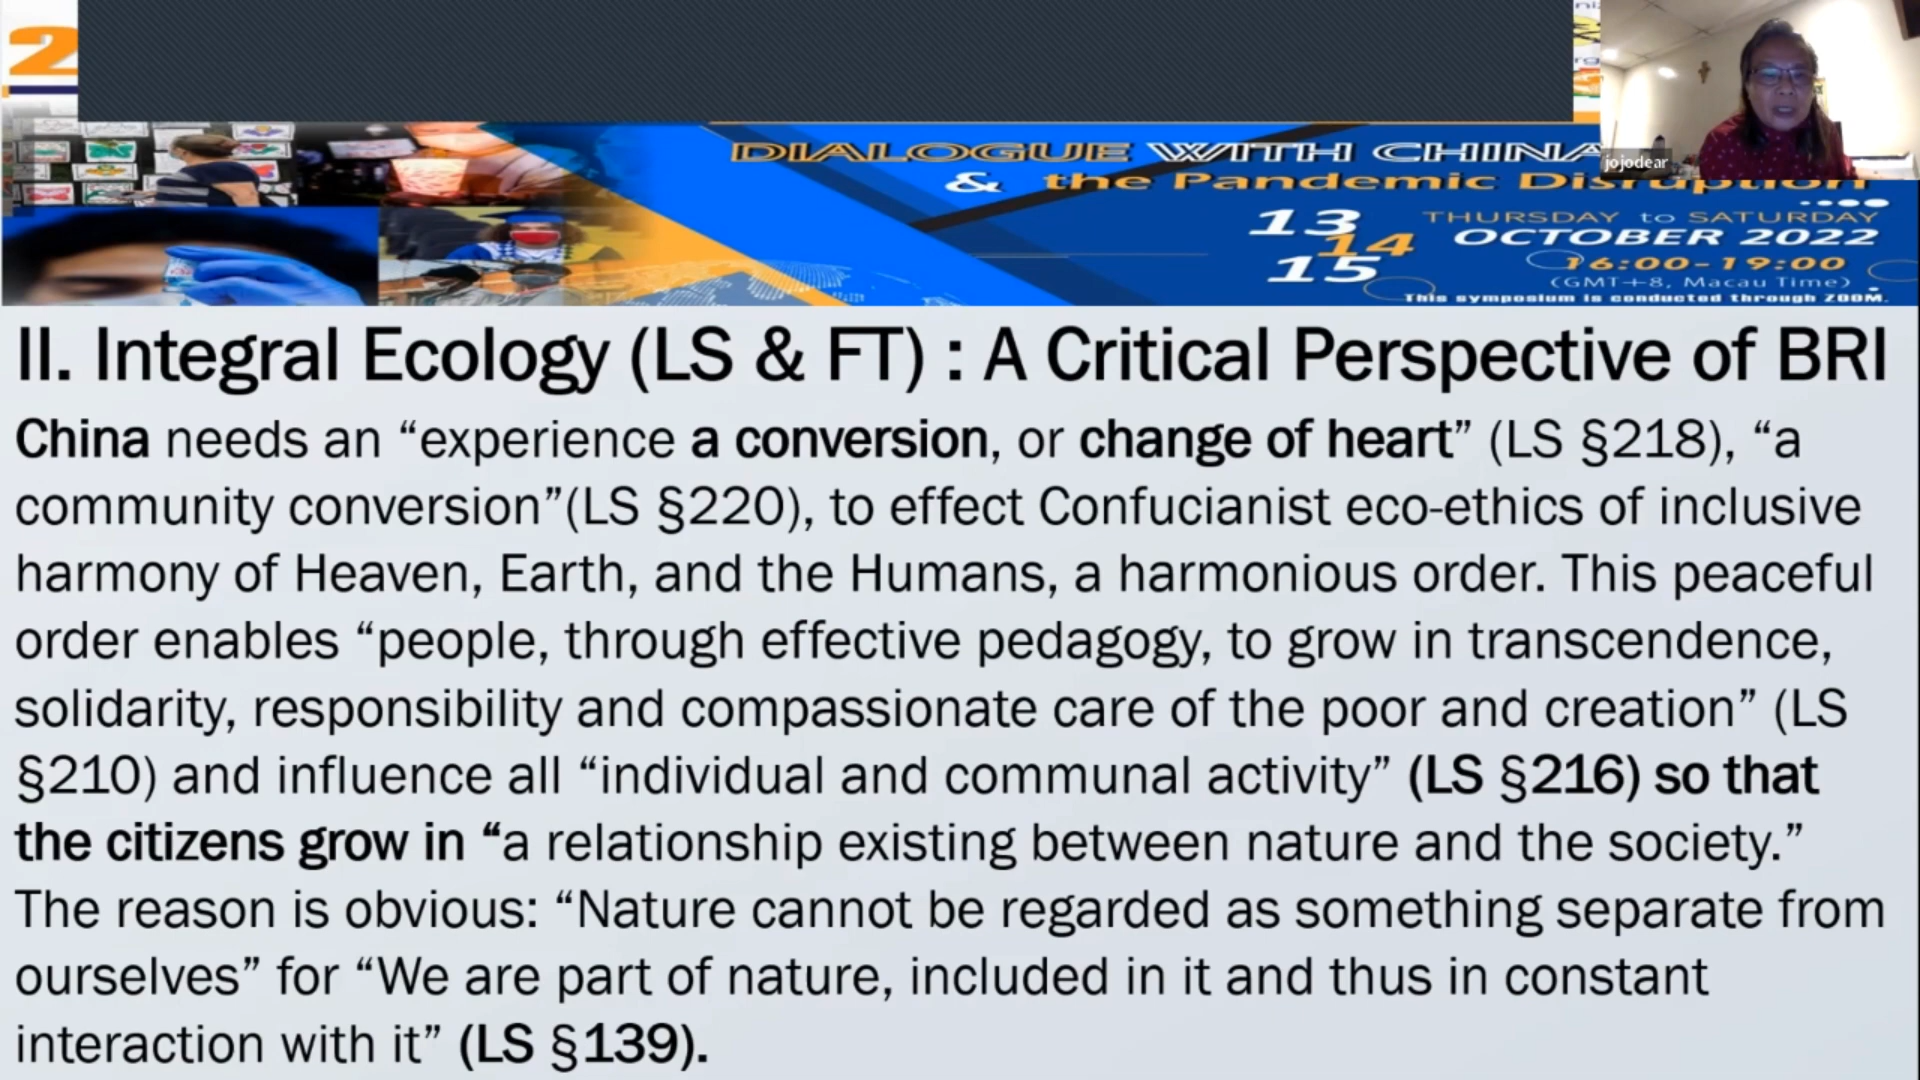 2
jojodear
DIALOGUE WITH CHINA
& the Pandemic Disruption
13
14
15
THURSDAY to SATURDAY
OCTOBER 2022
16:00-19:00
(GMT+8, Macau Time)
This symposium is conducted through ZOOM.
II. Integral Ecology (LS & FT) : A Critical Perspective of BRI
China needs an “experience a conversion, or change of heart” (LS §218), “a
community conversion”(LS §220), to effect Confucianist eco-ethics of inclusive
harmony of Heaven, Earth, and the Humans, a harmonious order. This peaceful
order enables “people, through effective pedagogy, to grow in transcendence,
solidarity, responsibility and compassionate care of the poor and creation” (LS
§210) and influence all “individual and communal activity” (LS §216) so that
the citizens grow in “a relationship existing between nature and the society.”
The reason is obvious: “Nature cannot be regarded as something separate from
ourselves” for “We are part of nature, included in it and thus in constant
interaction with it” (LS §139).